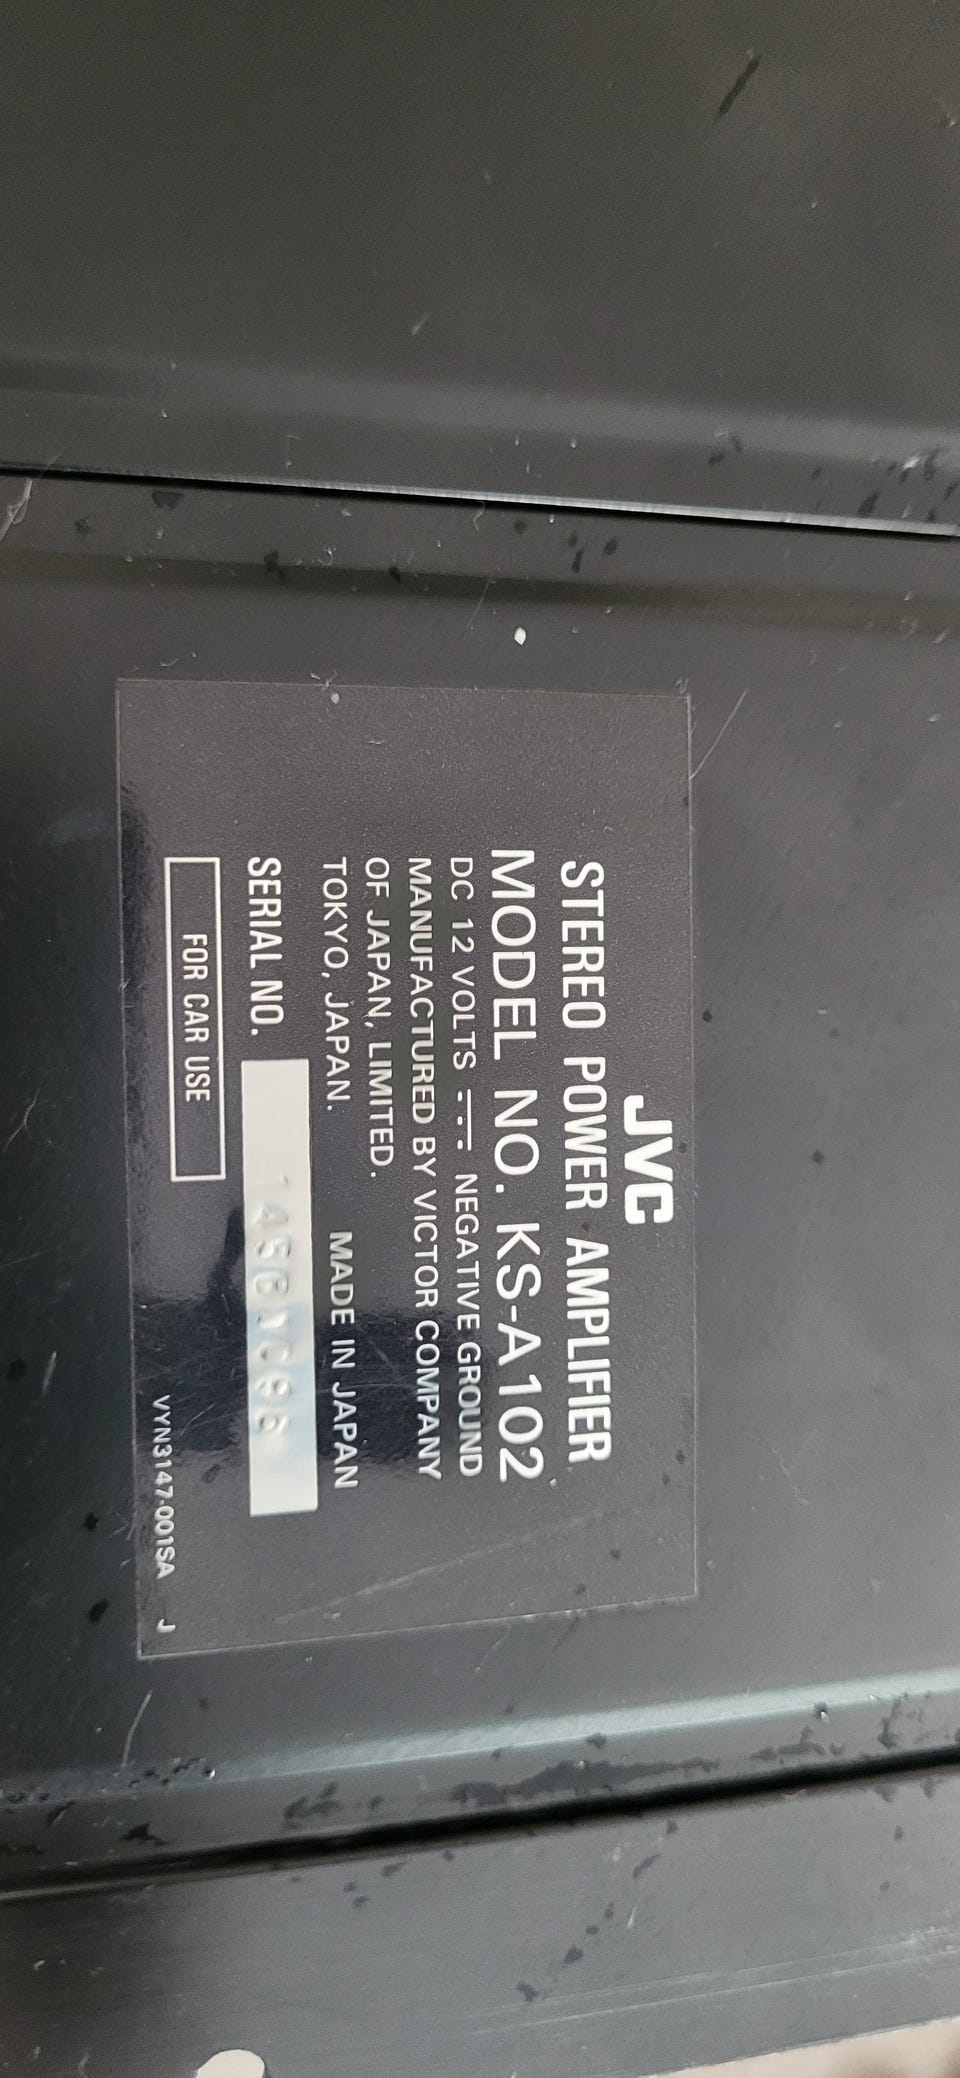 JVC
STEREO POWER AMPLIFIER
MODEL NO. KS-A102
DC 12 VOLTS ⎓ NEGATIVE GROUND
MANUFACTURED BY VICTOR COMPANY
OF JAPAN, LIMITED.
TOKYO, JAPAN. MADE IN JAPAN
SERIAL NO.
FOR CAR USE
VYN3147-001SA J